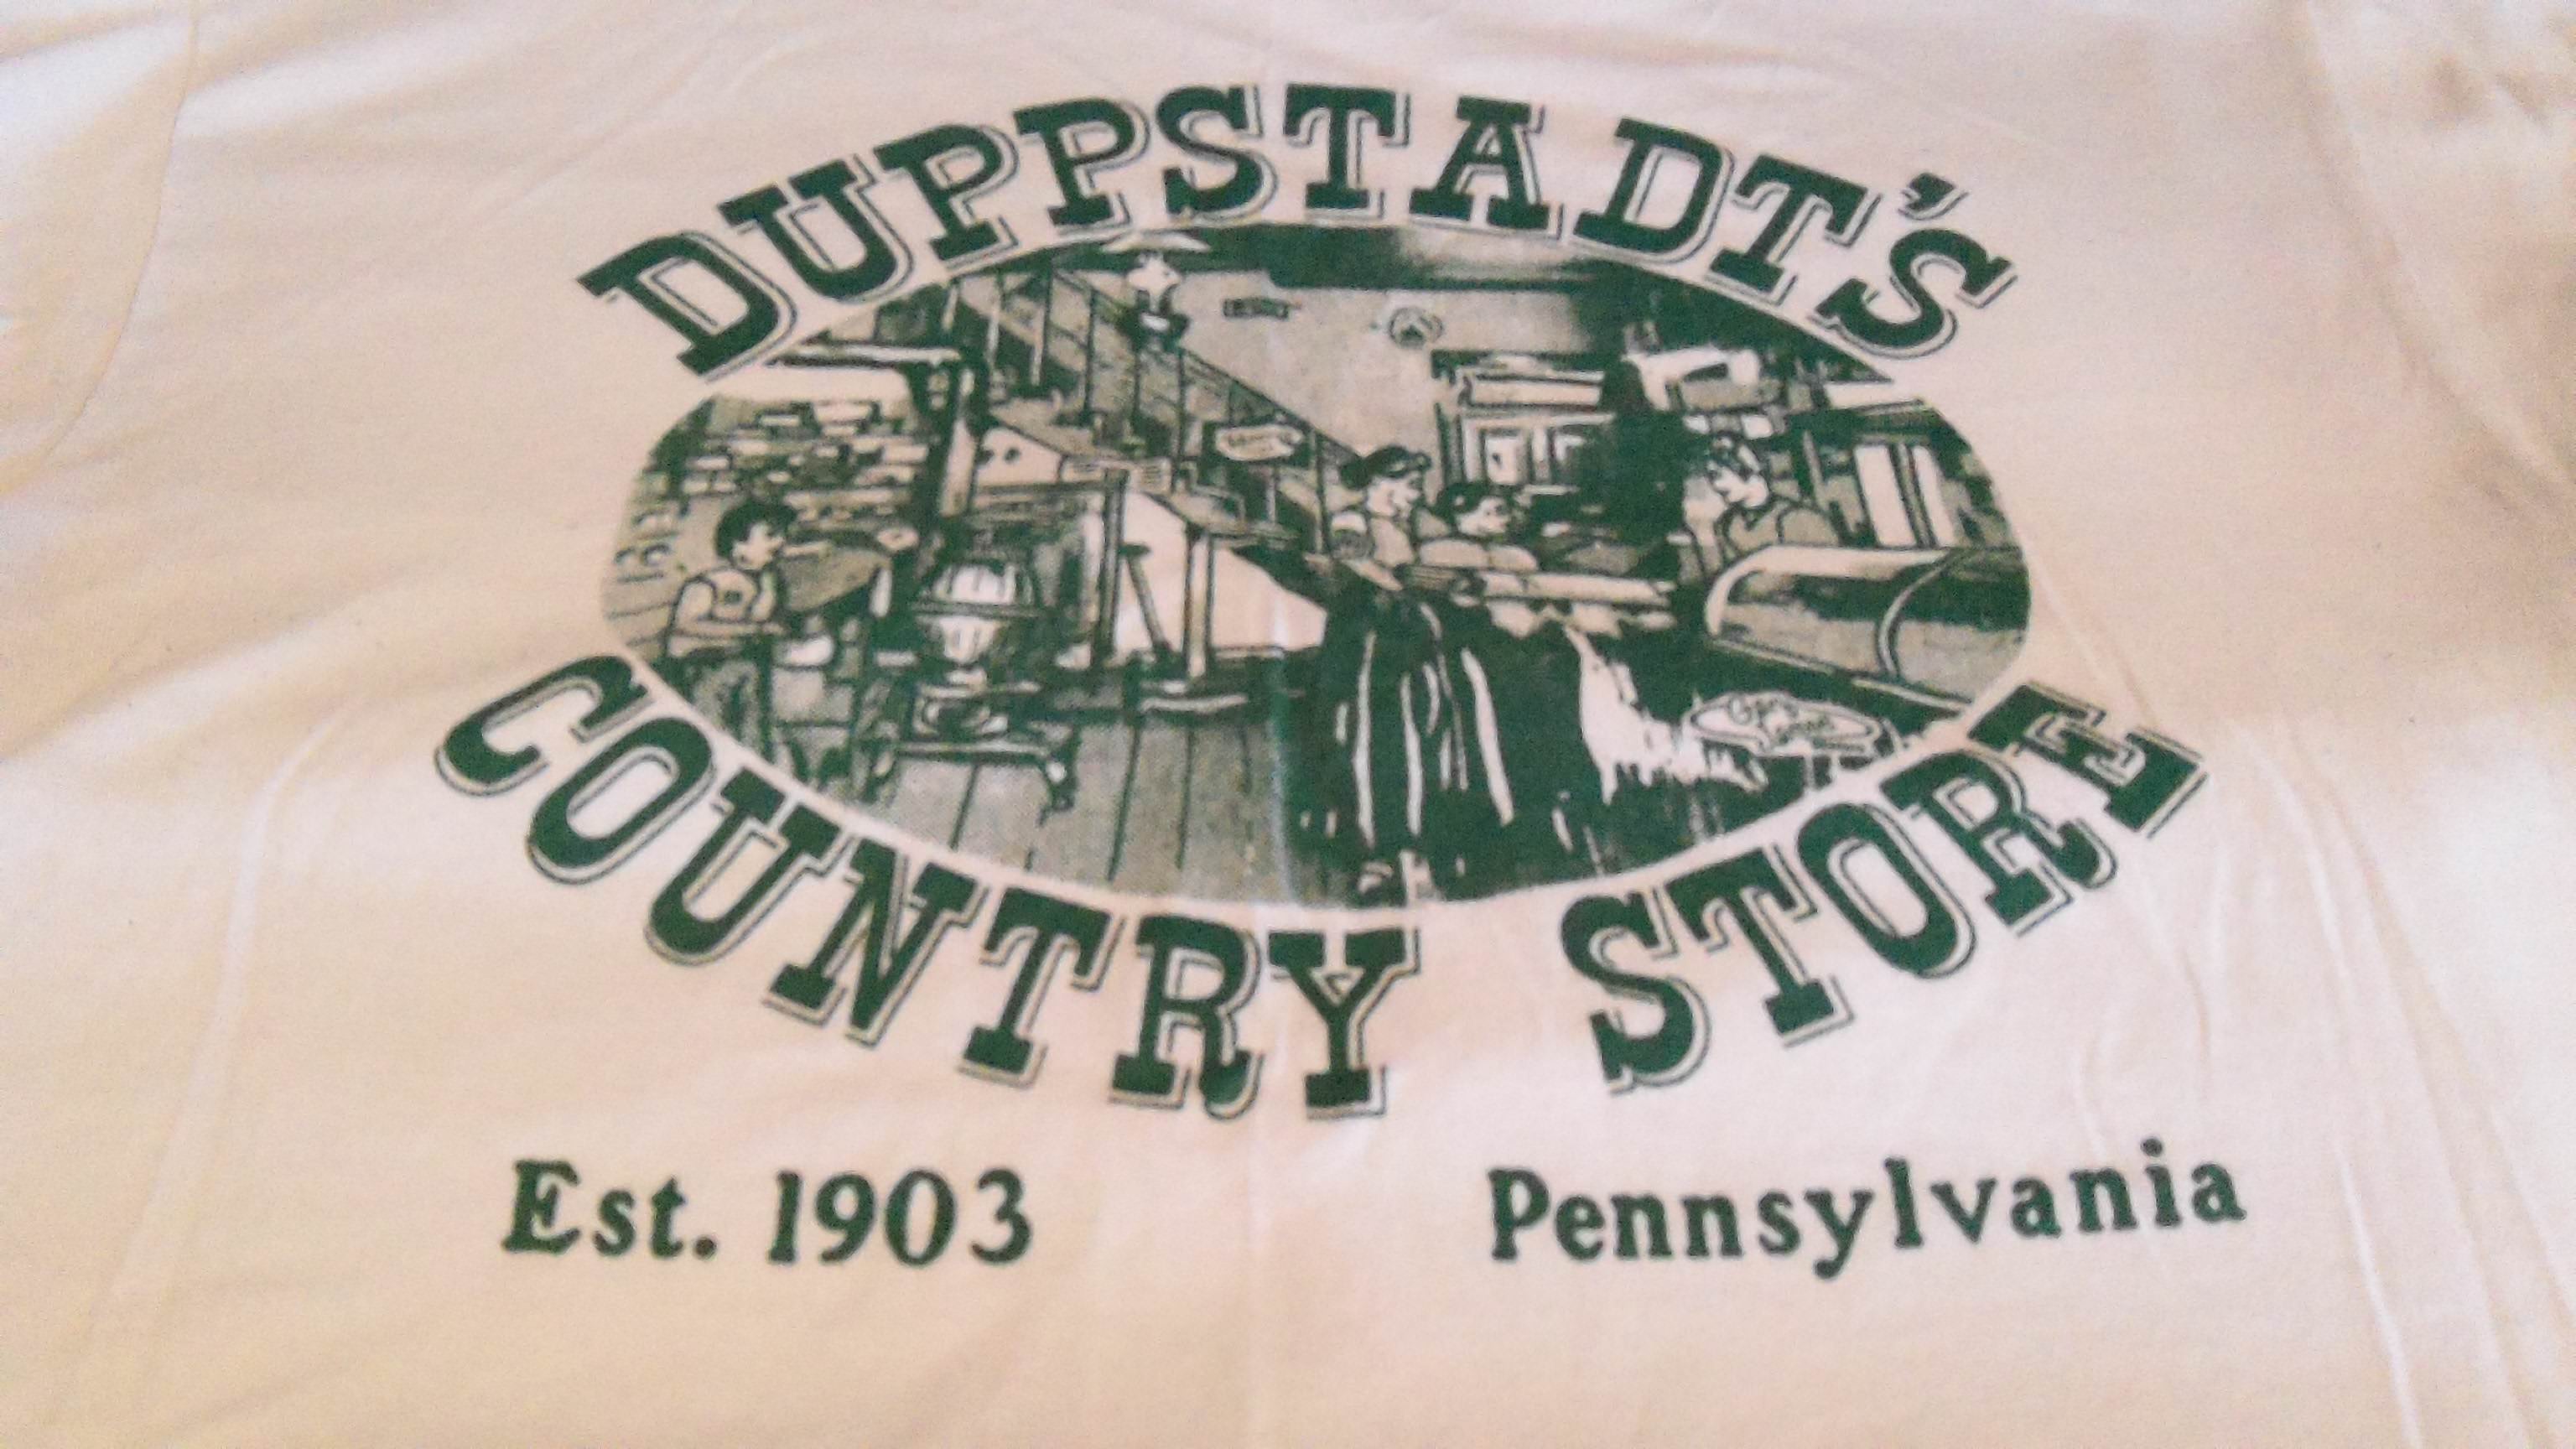 DUPPSTADT'S
COUNTRY STORE
Est. 1903 Pennsylvania